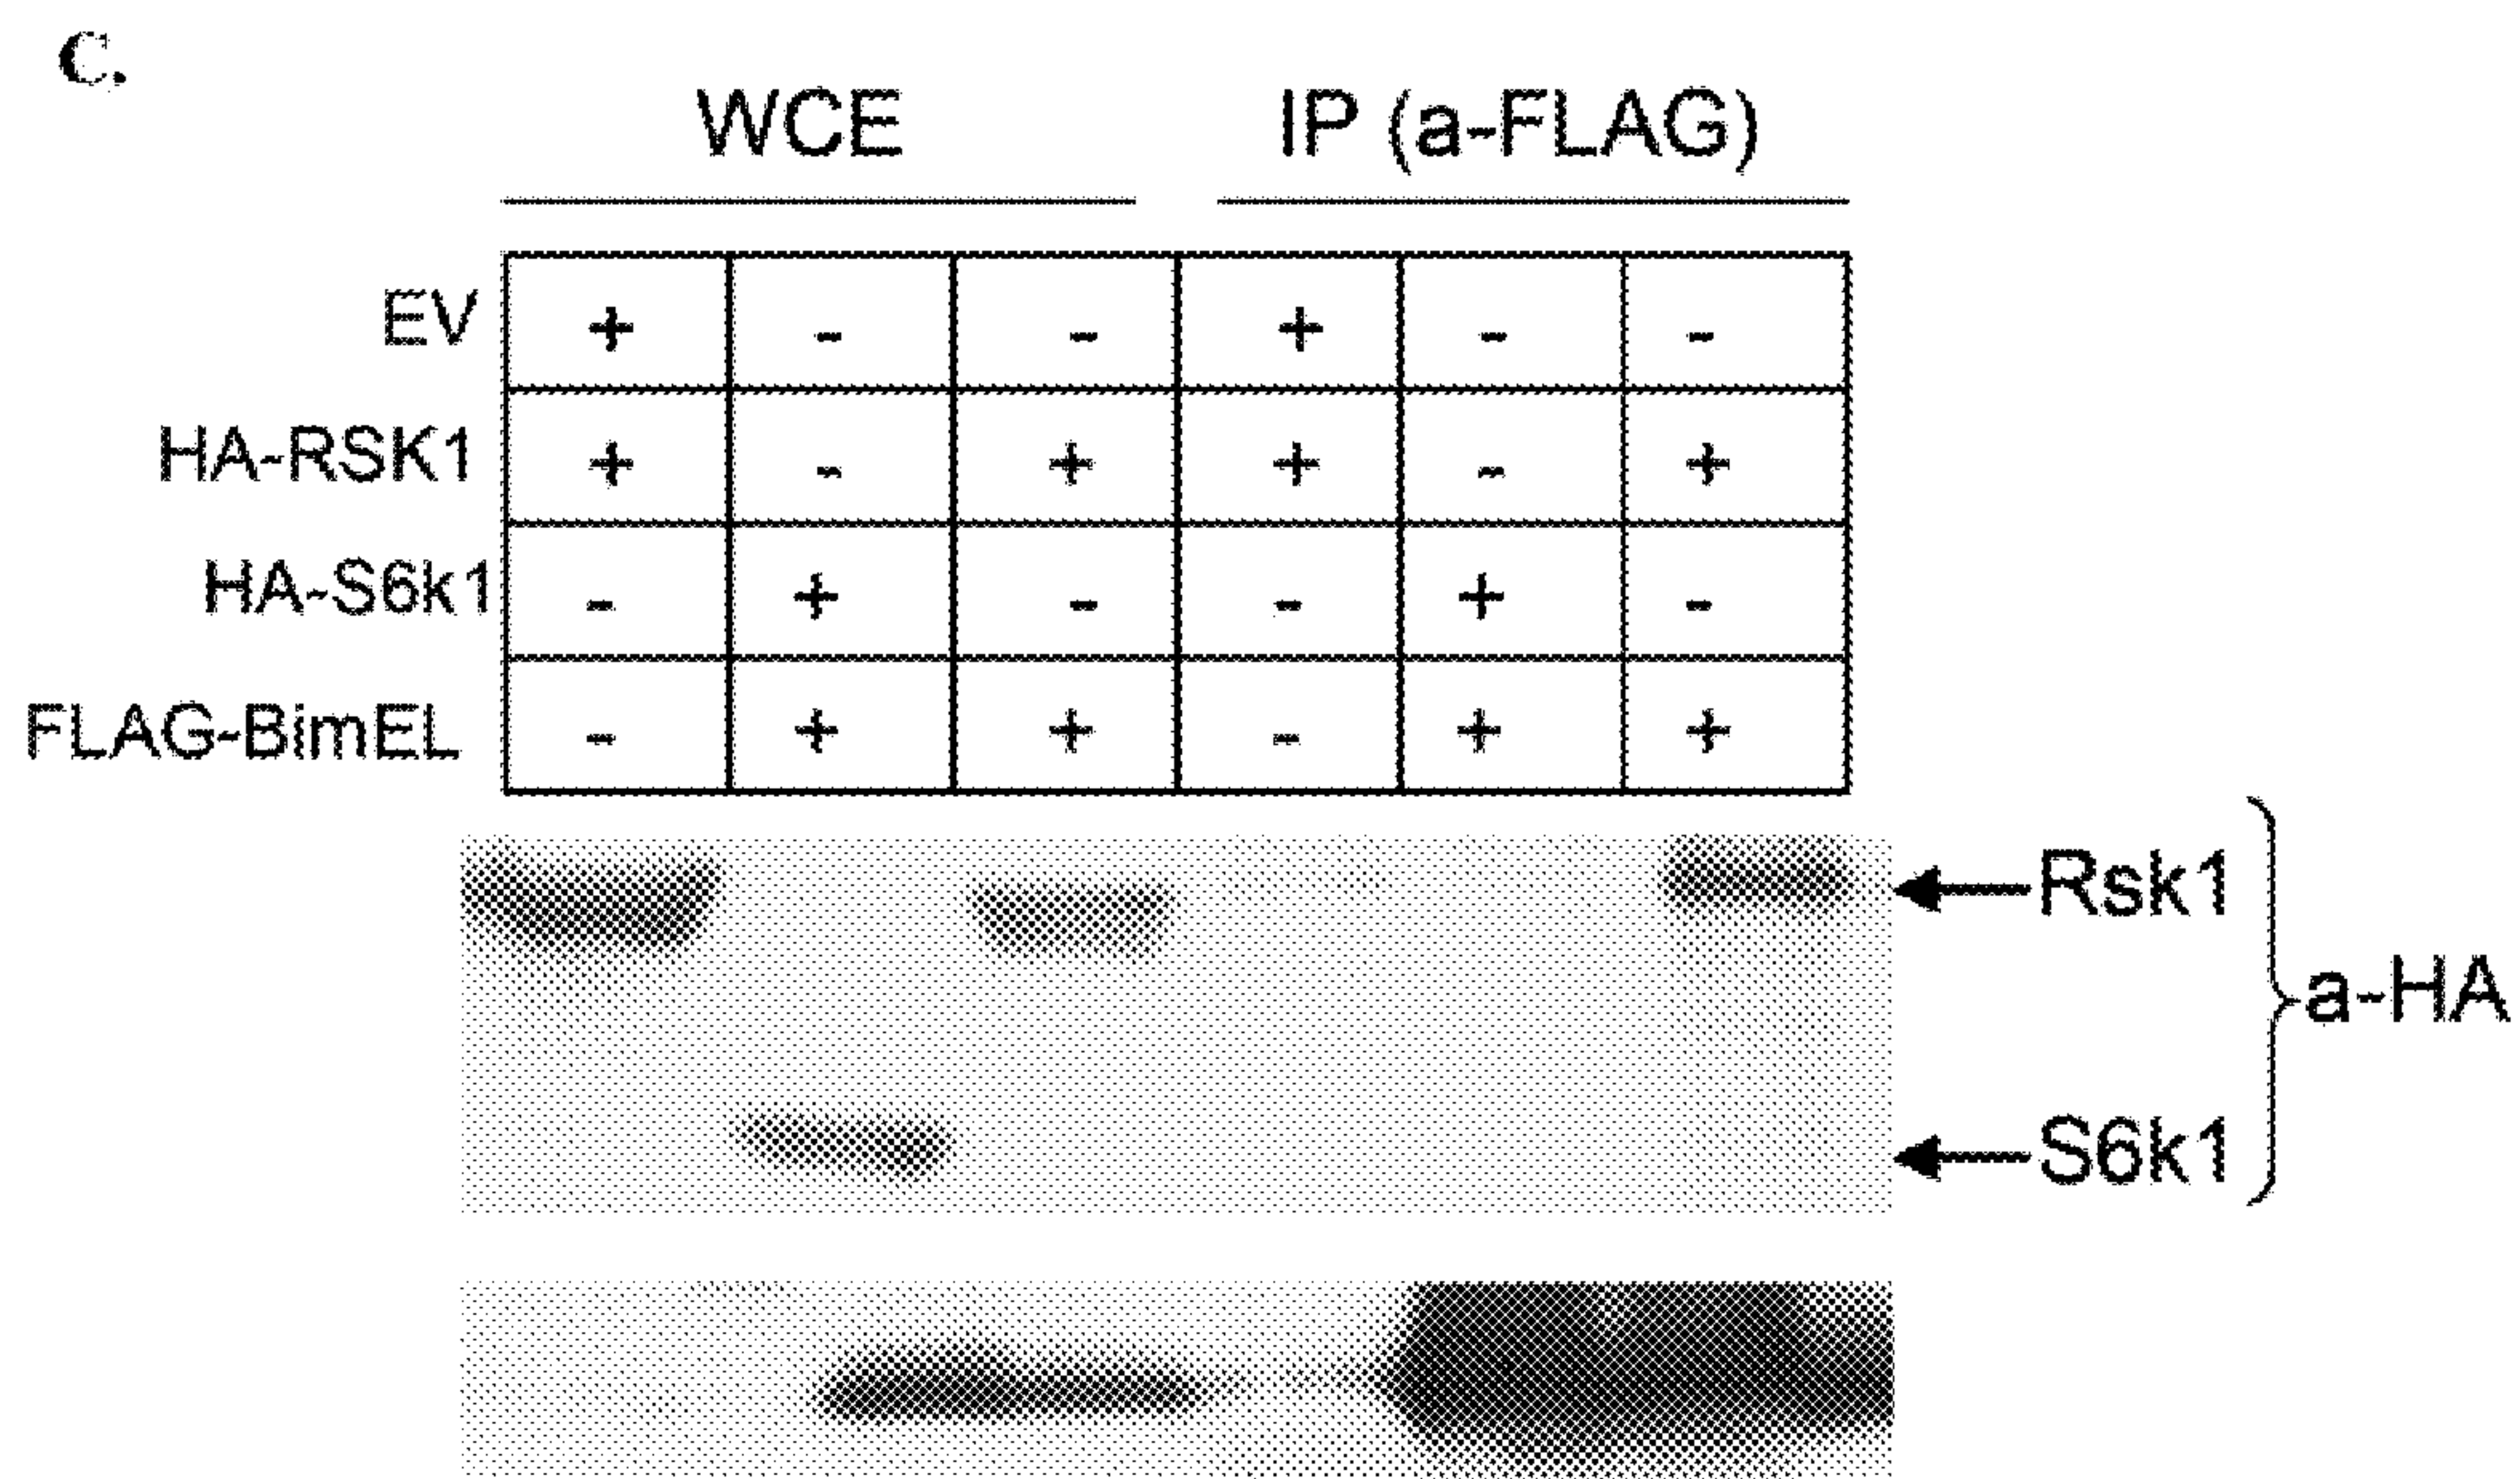 C.
WCE IP (a-FLAG)
EV + - - + - -
HA-RSK1 + - + + - +
HA-S6k1 - + - - + -
FLAG-BimEL - + + - + +
Rsk1
a-HA
S6k1